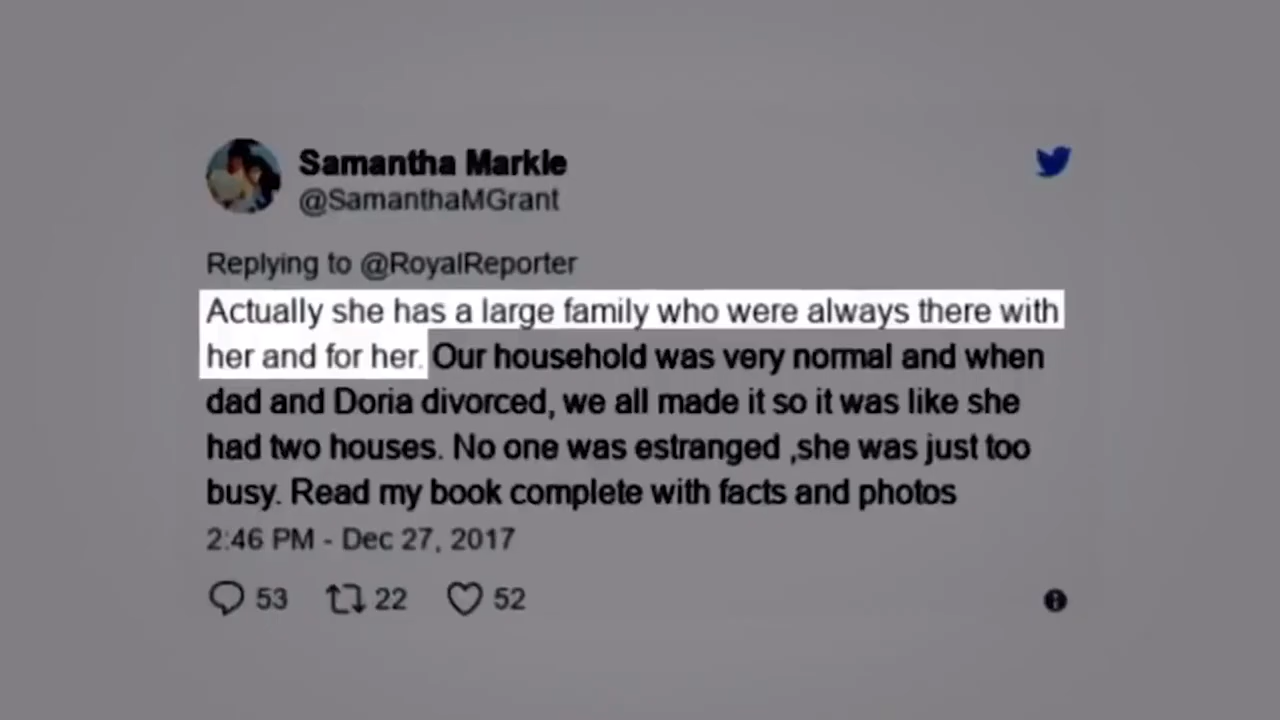 Samantha Markle
@SamanthaMGrant
Replying to @RoyalReporter
Actually she has a large family who were always there with
her and for her. Our household was very normal and when
dad and Doria divorced, we all made it so it was like she
had two houses. No one was estranged ,she was just too
busy. Read my book complete with facts and photos
2:46 PM - Dec 27, 2017
53 22 52